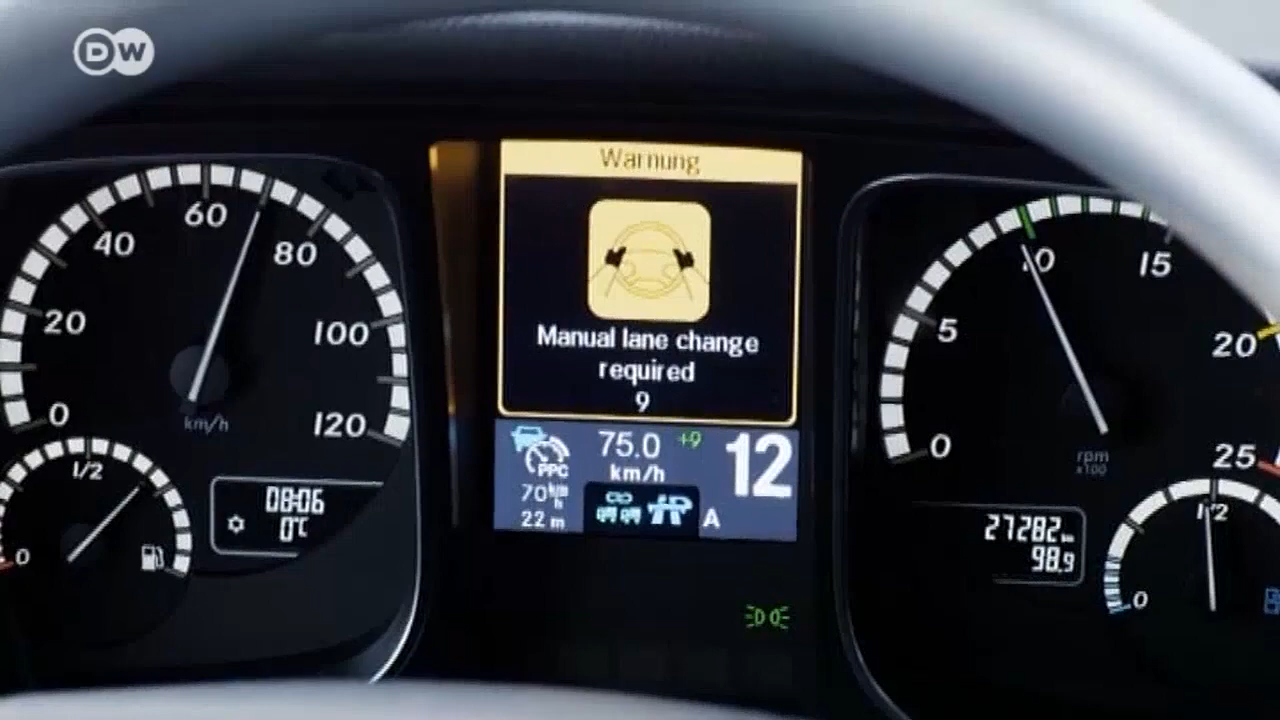 DW
Warnung
Manual lane change
required
9
PPC
75.0 +9
km/h
12
70 km/h
22 m
A
0
20
40
60
80
100
120
km/h
0
1/2
08:06
0°C
0
5
10
15
20
25
rpm
x100
27282 km
98.9
0
1/2